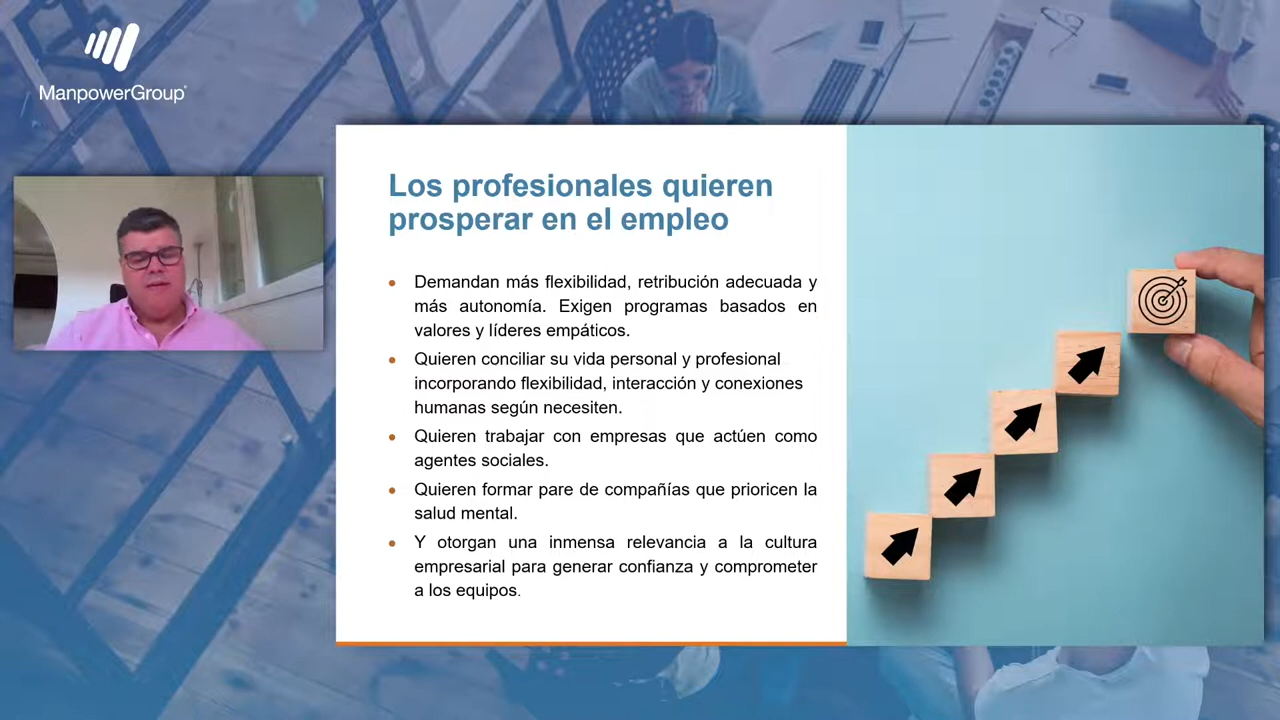 ManpowerGroup
Los profesionales quieren
prosperar en el empleo
Demandan más flexibilidad, retribución adecuada y
más autonomía. Exigen programas basados en
valores y líderes empáticos.
Quieren conciliar su vida personal y profesional
incorporando flexibilidad, interacción y conexiones
humanas según necesiten.
Quieren trabajar con empresas que actúen como
agentes sociales.
Quieren formar pare de compañías que prioricen la
salud mental.
Y otorgan una inmensa relevancia a la cultura
empresarial para generar confianza y comprometer
a los equipos.